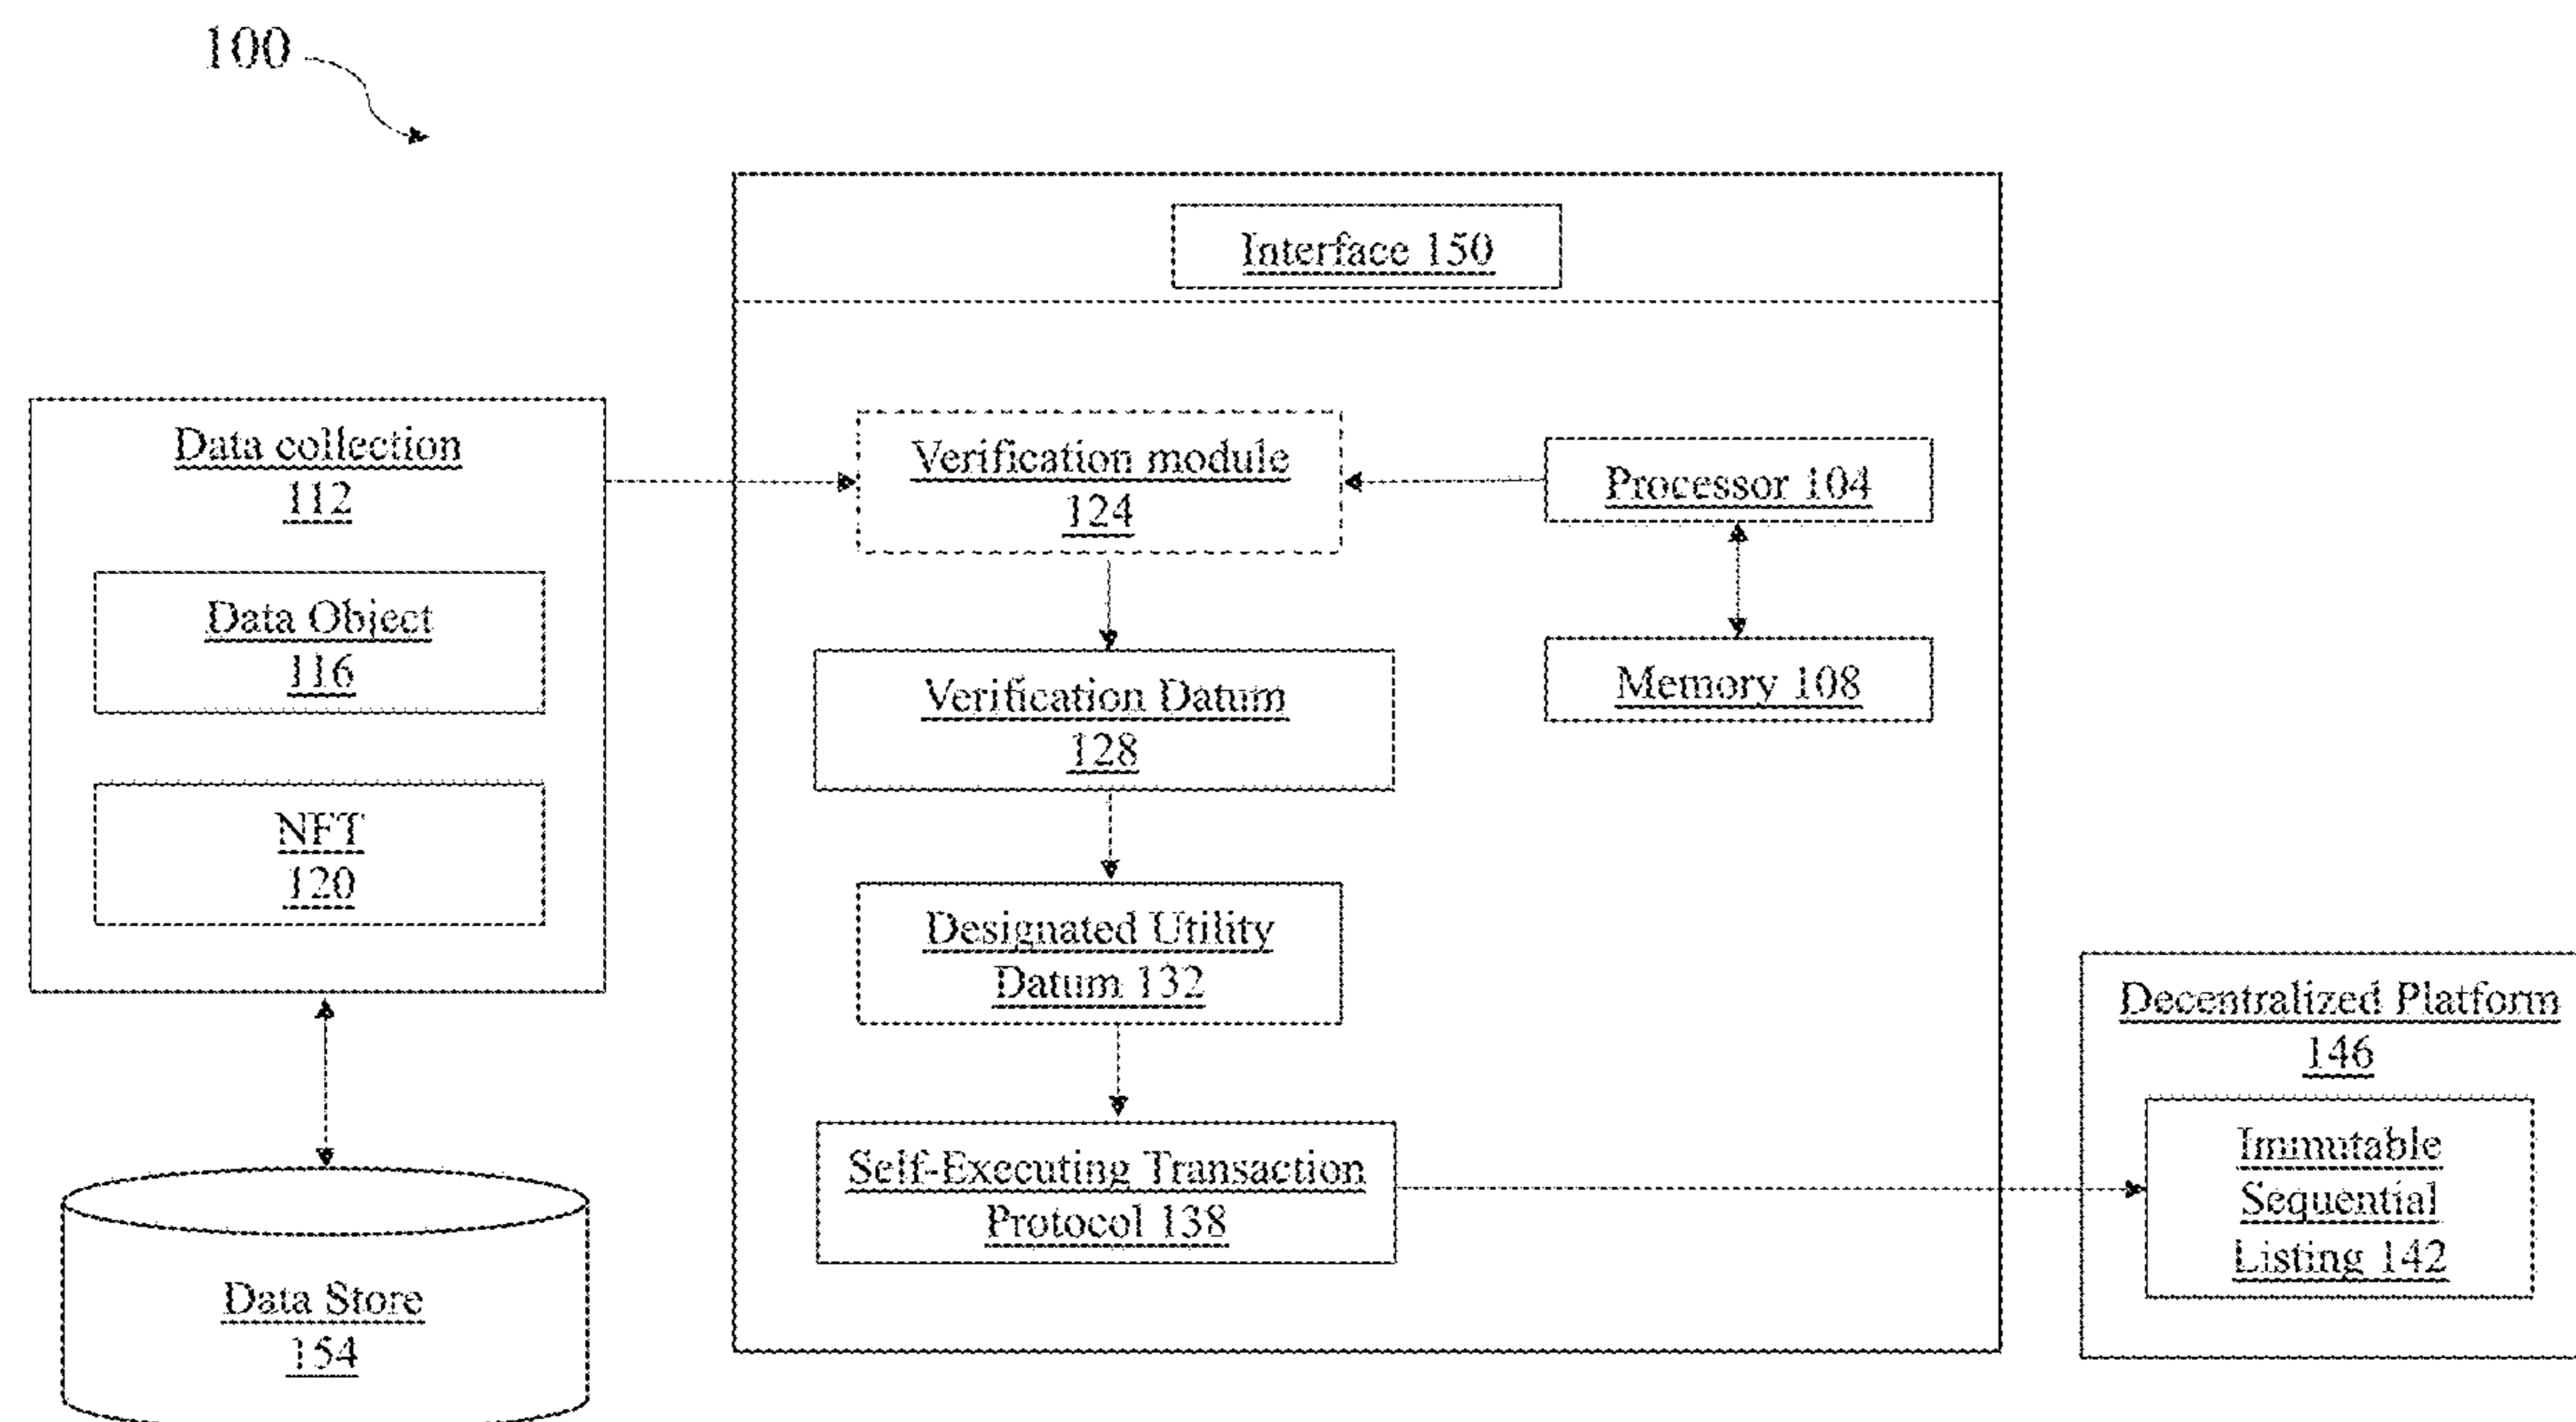 100
Interface 150
Data collection
112
Data Object
116
NFT
120
Data Store
154
Verification module
124
Processor 104
Memory 108
Verification Datum
128
Designated Utility
Datum 132
Self-Executing Transaction
Protocol 138
Decentralized Platform
146
Immutable
Sequential
Listing 142